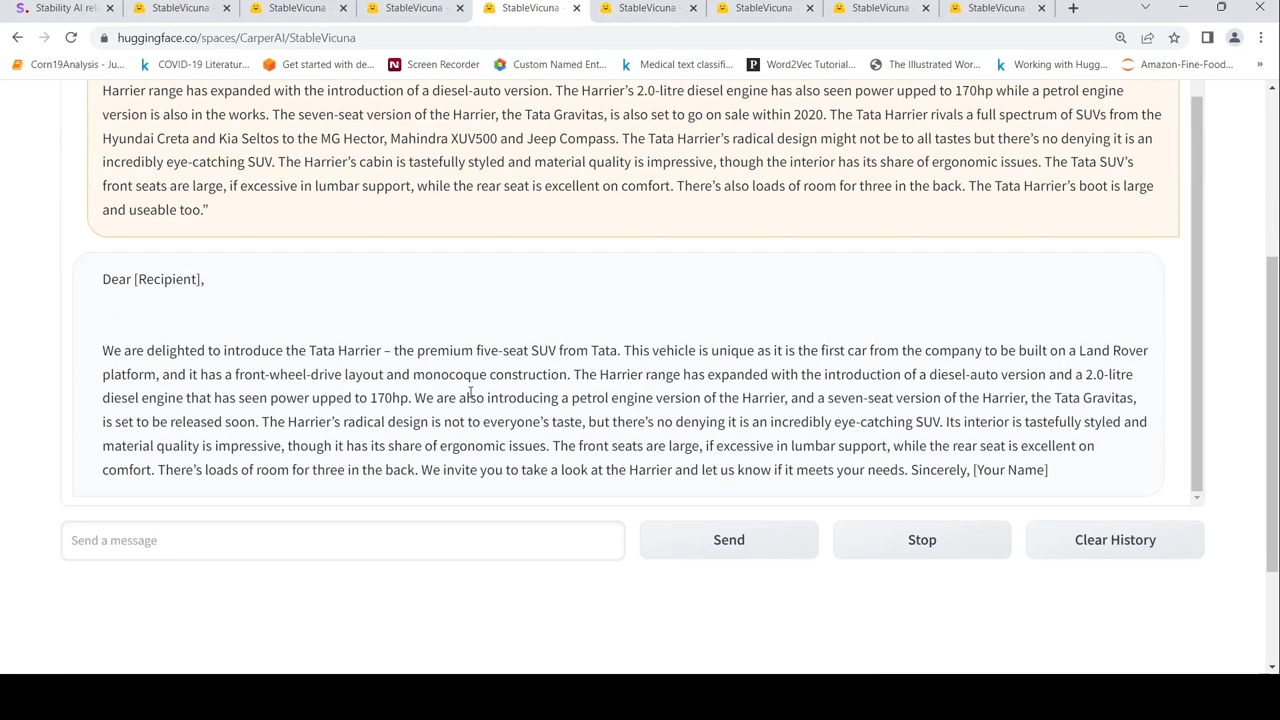 Stability AI rel
StableVicuna
StableVicuna
StableVicuna
StableVicuna
StableVicuna
StableVicuna
StableVicuna
StableVicuna
huggingface.co/spaces/CarperAI/StableVicuna
Corn19Analysis - Ju...
COVID-19 Literatur...
Get started with de...
Screen Recorder
Custom Named Ent...
Medical text classifi...
Word2Vec Tutorial...
The Illustrated Wor...
Working with Hugg...
Amazon-Fine-Food...
»
Harrier range has expanded with the introduction of a diesel-auto version. The Harrier’s 2.0-litre diesel engine has also seen power upped to 170hp while a petrol engine
version is also in the works. The seven-seat version of the Harrier, the Tata Gravitas, is also set to go on sale within 2020. The Tata Harrier rivals a full spectrum of SUVs from the
Hyundai Creta and Kia Seltos to the MG Hector, Mahindra XUV500 and Jeep Compass. The Tata Harrier’s radical design might not be to all tastes but there’s no denying it is an
incredibly eye-catching SUV. The Harrier’s cabin is tastefully styled and material quality is impressive, though the interior has its share of ergonomic issues. The Tata SUV’s
front seats are large, if excessive in lumbar support, while the rear seat is excellent on comfort. There’s also loads of room for three in the back. The Tata Harrier’s boot is large
and useable too.”
Dear [Recipient],
We are delighted to introduce the Tata Harrier – the premium five-seat SUV from Tata. This vehicle is unique as it is the first car from the company to be built on a Land Rover
platform, and it has a front-wheel-drive layout and monocoque construction. The Harrier range has expanded with the introduction of a diesel-auto version and a 2.0-litre
diesel engine that has seen power upped to 170hp. We are also introducing a petrol engine version of the Harrier, and a seven-seat version of the Harrier, the Tata Gravitas,
is set to be released soon. The Harrier’s radical design is not to everyone’s taste, but there’s no denying it is an incredibly eye-catching SUV. Its interior is tastefully styled and
material quality is impressive, though it has its share of ergonomic issues. The front seats are large, if excessive in lumbar support, while the rear seat is excellent on
comfort. There’s loads of room for three in the back. We invite you to take a look at the Harrier and let us know if it meets your needs. Sincerely, [Your Name]
Send a message
Send
Stop
Clear History